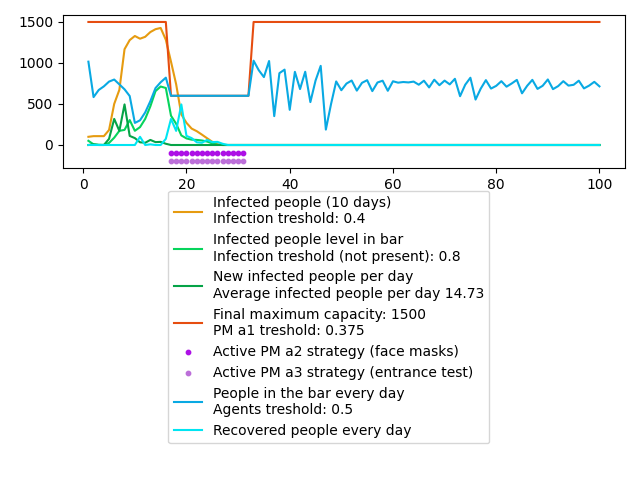 1500
1000
500
0
0 20 40 60 80 100
Infected people (10 days)
Infection treshold: 0.4
Infected people level in bar
Infection treshold (not present): 0.8
New infected people per day
Average infected people per day 14.73
Final maximum capacity: 1500
PM a1 treshold: 0.375
Active PM a2 strategy (face masks)
Active PM a3 strategy (entrance test)
People in the bar every day
Agents treshold: 0.5
Recovered people every day